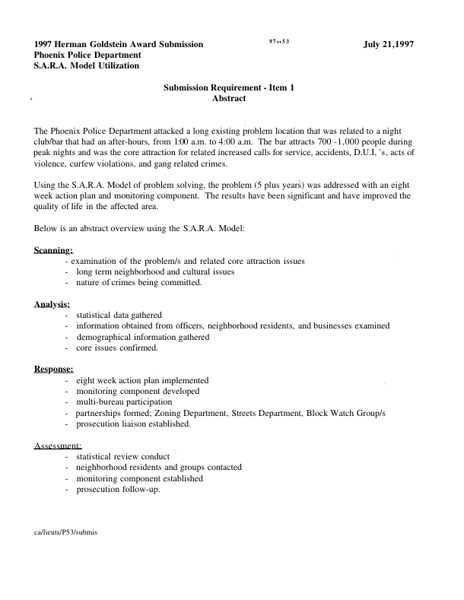 1997 Herman Goldstein Award Submission 97-53 July 21,1997
Phoenix Police Department
S.A.R.A. Model Utilization
Submission Requirement - Item 1
Abstract
The Phoenix Police Department attacked a long existing problem location that was related to a night
club/bar that had an after-hours, from 1:00 a.m. to 4:00 a.m. The bar attracts 700 -1,000 people during
peak nights and was the core attraction for related increased calls for service, accidents, D.U.I, 's, acts of
violence, curfew violations, and gang related crimes.
Using the S.A.R.A. Model of problem solving, the problem (5 plus years) was addressed with an eight
week action plan and monitoring component. The results have been significant and have improved the
quality of life in the affected area.
Below is an abstract overview using the S.A.R.A. Model:
Scanning:
- examination of the problem/s and related core attraction issues
- long term neighborhood and cultural issues
- nature of crimes being committed.
Analysis:
- statistical data gathered
- information obtained from officers, neighborhood residents, and businesses examined
- demographical information gathered
- core issues confirmed.
Response:
- eight week action plan implemented
- monitoring component developed
- multi-bureau participation
- partnerships formed; Zoning Department, Streets Department, Block Watch Group/s
- prosecution liaison established.
Assessment:
- statistical review conduct
- neighborhood residents and groups contacted
- monitoring component established
- prosecution follow-up.
ca/lieuts/P53/submis